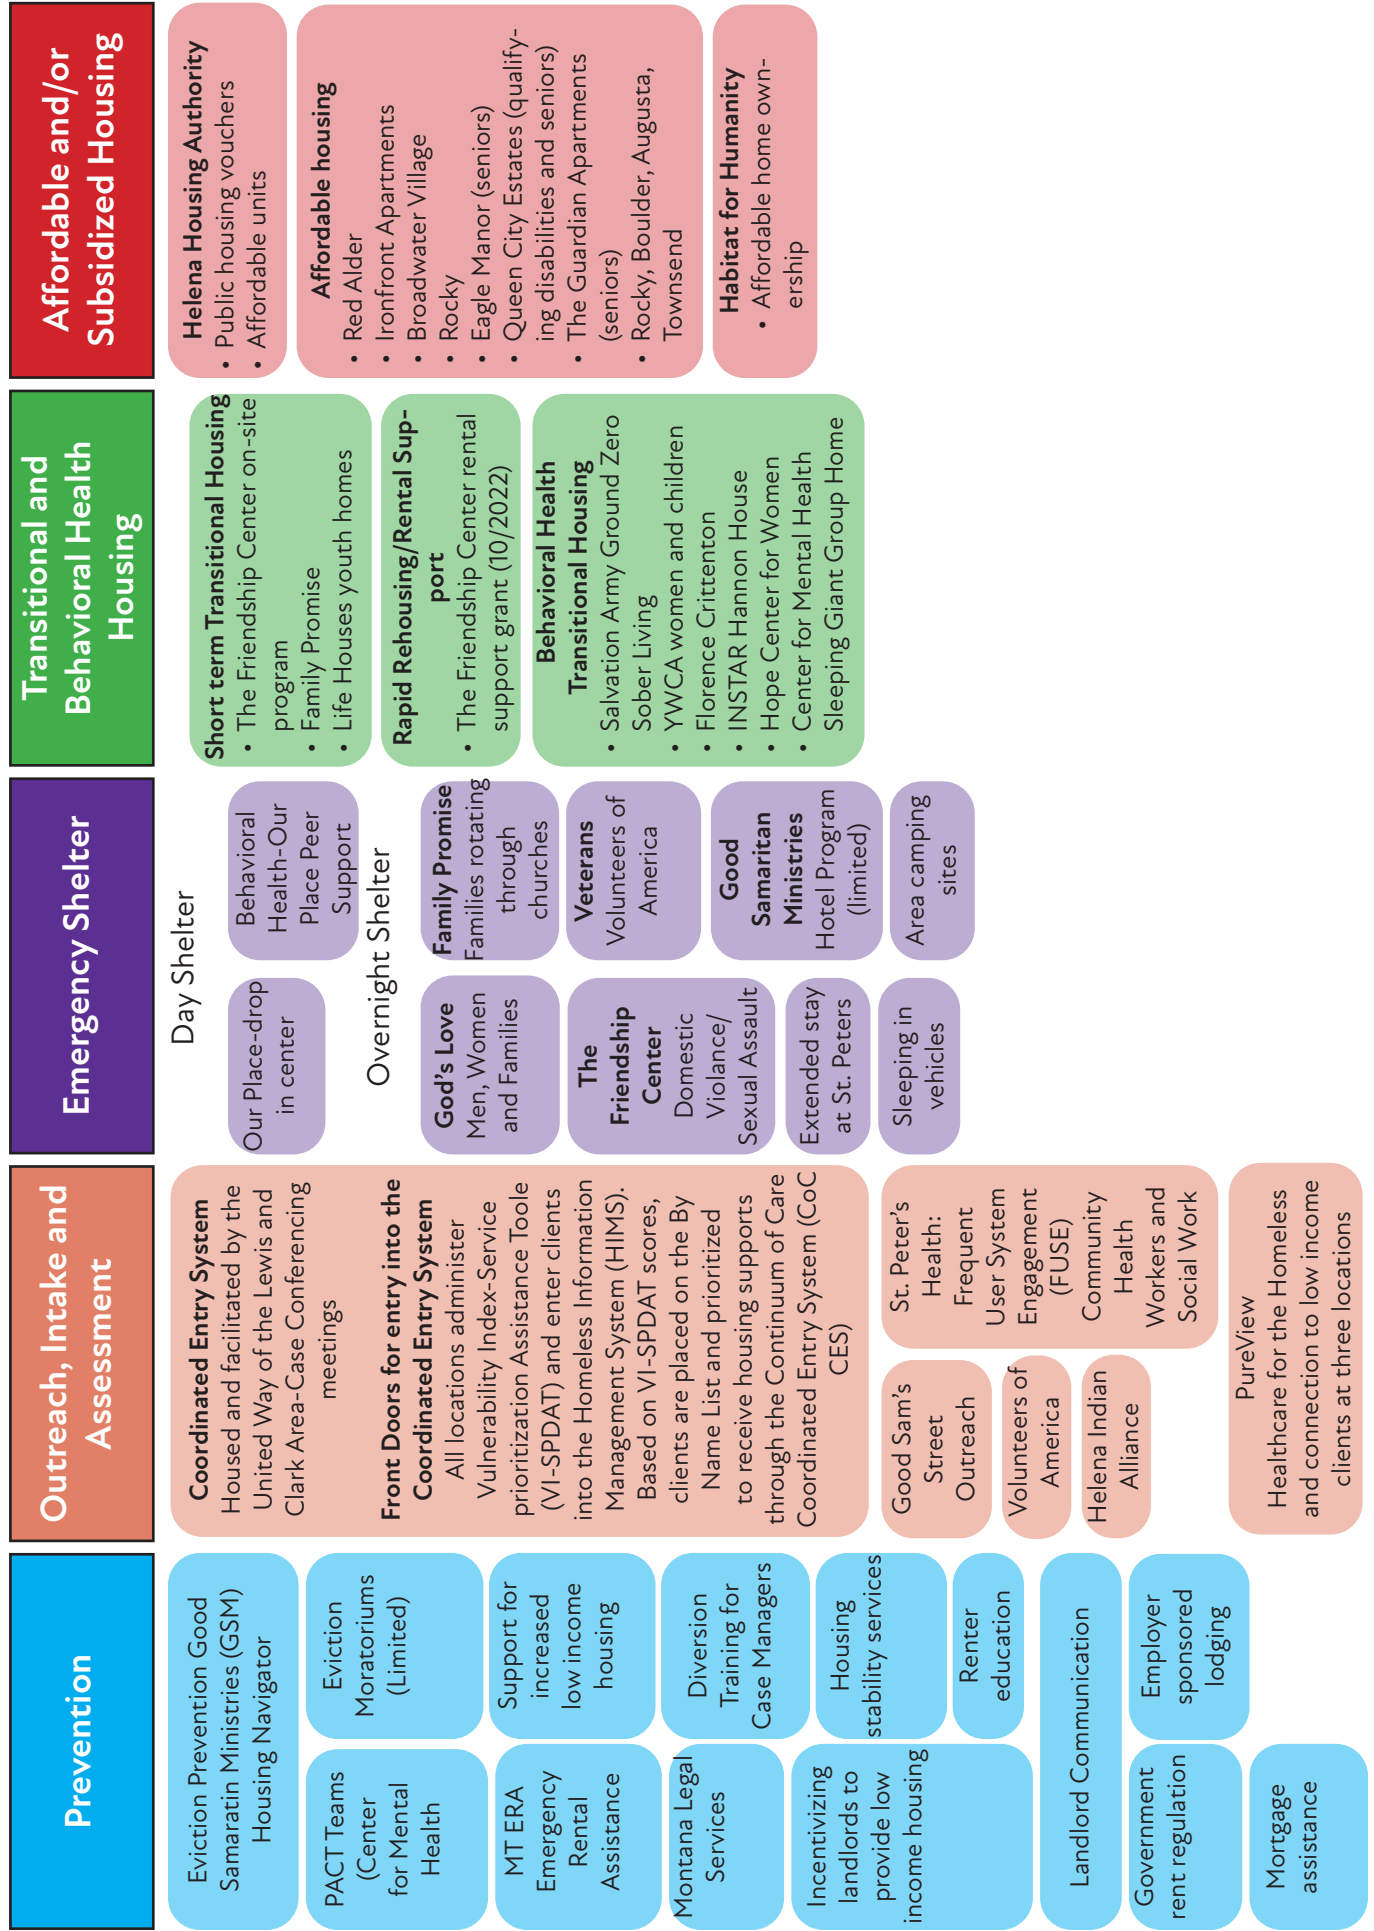 Prevention
Eviction Prevention Good
Samaratin Ministries (GSM)
Housing Navigator
PACT Teams
(Center
for Mental
Health
Eviction
Moratoriums
(Limited)
MT ERA
Emergency
Rental
Assistance
Support for
increased
low income
housing
Montana Legal
Services
Diversion
Training for
Case Managers
Incentivizing
landlords to
provide low
income housing
Housing
stability services
Renter
education
Landlord Communication
Government
rent regulation
Employer
sponsored
lodging
Mortgage
assistance
Outreach, Intake and
Assessment
Coordinated Entry System
Housed and facilitated by the
United Way of the Lewis and
Clark Area-Case Conferencing
meetings
Front Doors for entry into the
Coordinated Entry System
All locations administer
Vulnerability Index-Service
prioritization Assistance Toole
(VI-SPDAT) and enter clients
into the Homeless Information
Management System (HIMS).
Based on VI-SPDAT scores,
clients are placed on the By
Name List and prioritized
to receive housing supports
through the Continuum of Care
Coordinated Entry System (CoC
CES)
Good Sam's
Street
Outreach
Volunteers of
America
Helena Indian
Alliance
St. Peter's
Health:
Frequent
User System
Engagement
(FUSE)
Community
Health
Workers and
Social Work
PureView
Healthcare for the Homeless
and connection to low income
clients at three locations
Emergency Shelter
Day Shelter
Our Place-drop
in center
Behavioral
Health-Our
Place Peer
Support
Overnight Shelter
God's Love
Men, Women
and Families
Family Promise
Families rotating
through
churches
The
Friendship
Center
Domestic
Violance/
Sexual Assault
Veterans
Volunteers of
America
Good
Samaritan
Ministries
Hotel Program
(limited)
Extended stay
at St. Peters
Sleeping in
vehicles
Area camping
sites
Transitional and
Behavioral Health
Housing
Short term Transitional Housing
• The Friendship Center on-site
program
• Family Promise
• Life Houses youth homes
Rapid Rehousing/Rental Sup-
port
• The Friendship Center rental
support grant (10/2022)
Behavioral Health
Transitional Housing
• Salvation Army Ground Zero
Sober Living
• YWCA women and children
• Florence Crittenton
• INSTAR Hannon House
• Hope Center for Women
• Center for Mental Health
Sleeping Giant Group Home
Affordable and/or
Subsidized Housing
Helena Housing Authority
• Public housing vouchers
• Affordable units
Affordable housing
• Red Alder
• Ironfront Apartments
• Broadwater Village
• Rocky
• Eagle Manor (seniors)
• Queen City Estates (qualify-
ing disabilities and seniors)
• The Guardian Apartments
(seniors)
• Rocky, Boulder, Augusta,
Townsend
Habitat for Humanity
• Affordable home own-
ership